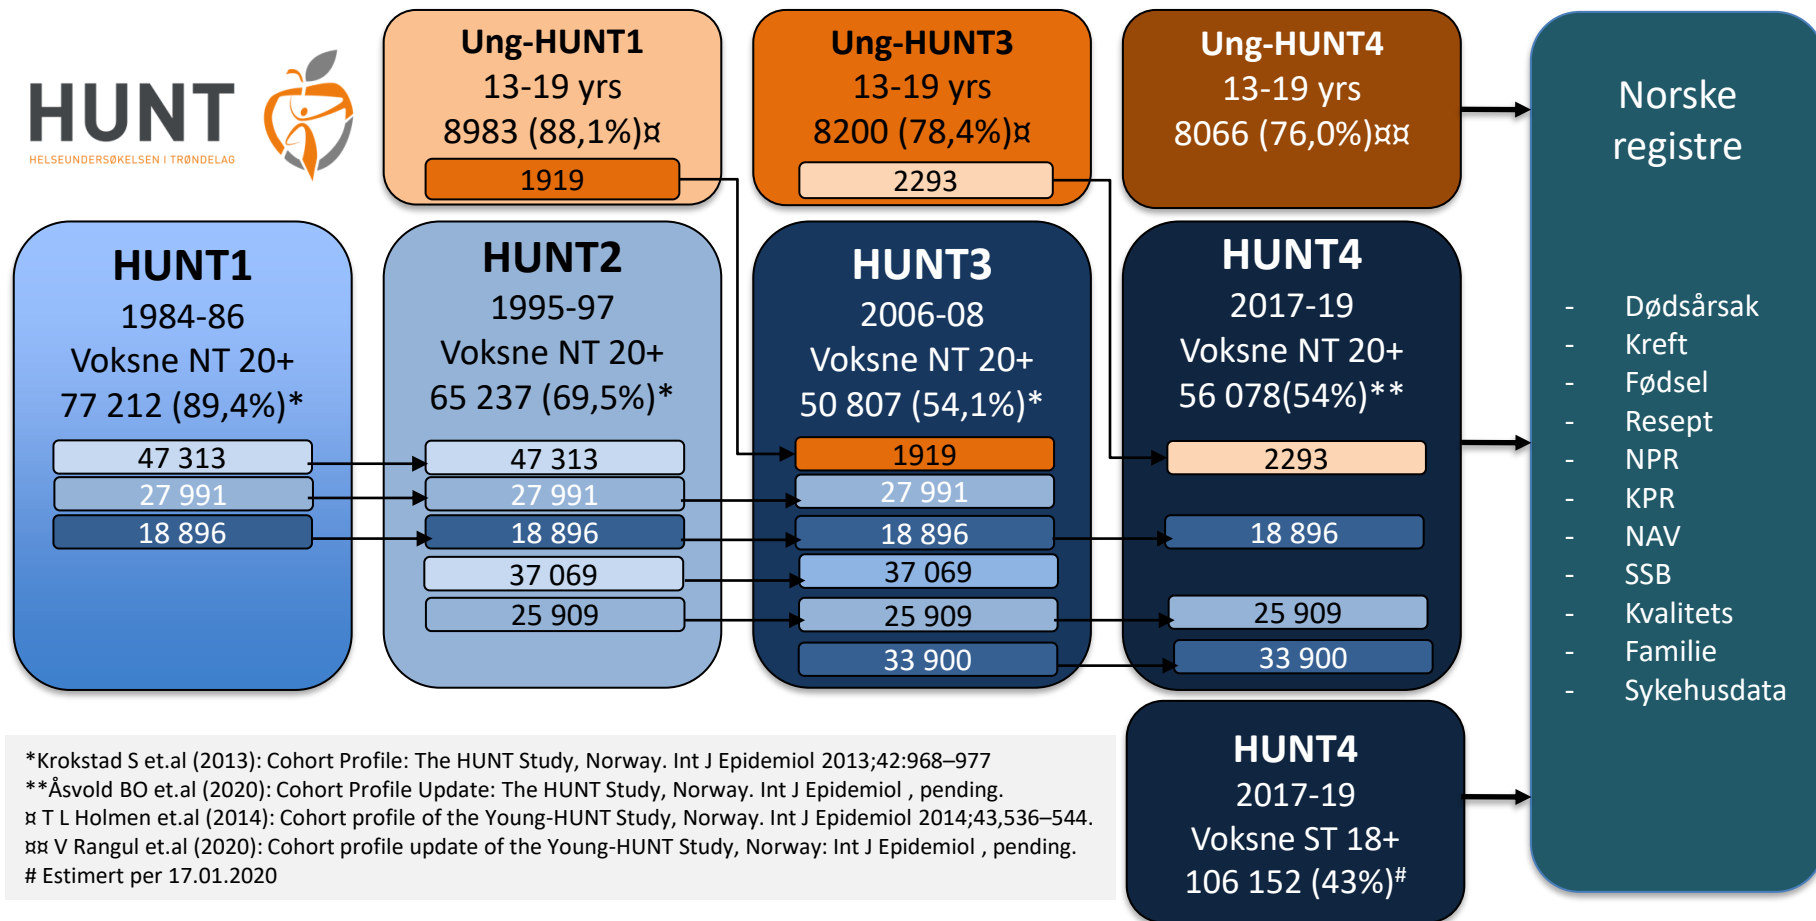 HUNT
HELSEUNDERSØKELSEN I TRØNDELAG
Ung-HUNT1
13-19 yrs
8983 (88,1%)¤
1919
Ung-HUNT3
13-19 yrs
8200 (78,4%)¤
2293
Ung-HUNT4
13-19 yrs
8066 (76,0%)¤¤
HUNT1
1984-86
Voksne NT 20+
77 212 (89,4%)*
47 313
27 991
18 896
HUNT2
1995-97
Voksne NT 20+
65 237 (69,5%)*
47 313
27 991
18 896
37 069
25 909
HUNT3
2006-08
Voksne NT 20+
50 807 (54,1%)*
1919
27 991
18 896
37 069
25 909
33 900
HUNT4
2017-19
Voksne NT 20+
56 078(54%)**
2293
18 896
25 909
33 900
HUNT4
2017-19
Voksne ST 18+
106 152 (43%)#
Norske
registre
- Dødsårsak
- Kreft
- Fødsel
- Resept
- NPR
- KPR
- NAV
- SSB
- Kvalitets
- Familie
- Sykehusdata
*Krokstad S et.al (2013): Cohort Profile: The HUNT Study, Norway. Int J Epidemiol 2013;42:968–977
**Åsvold BO et.al (2020): Cohort Profile Update: The HUNT Study, Norway. Int J Epidemiol , pending.
¤ T L Holmen et.al (2014): Cohort profile of the Young-HUNT Study, Norway. Int J Epidemiol 2014;43,536–544.
¤¤ V Rangul et.al (2020): Cohort profile update of the Young-HUNT Study, Norway: Int J Epidemiol , pending.
# Estimert per 17.01.2020